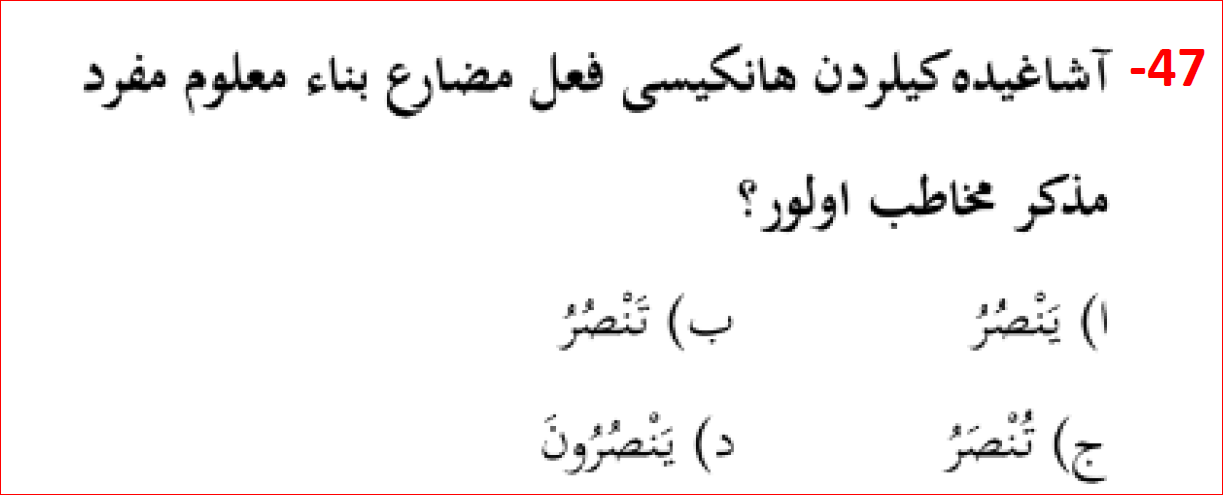 47- آشاغیده‌کیلردن هانکیسی فعل مضارع بناء معلوم مفرد
مذکر مخاطب اولور؟
ا) يَنْصُرُ ب) تَنْصُرُ
ج) تُنْصَرُ د) يَنْصُرُونَ